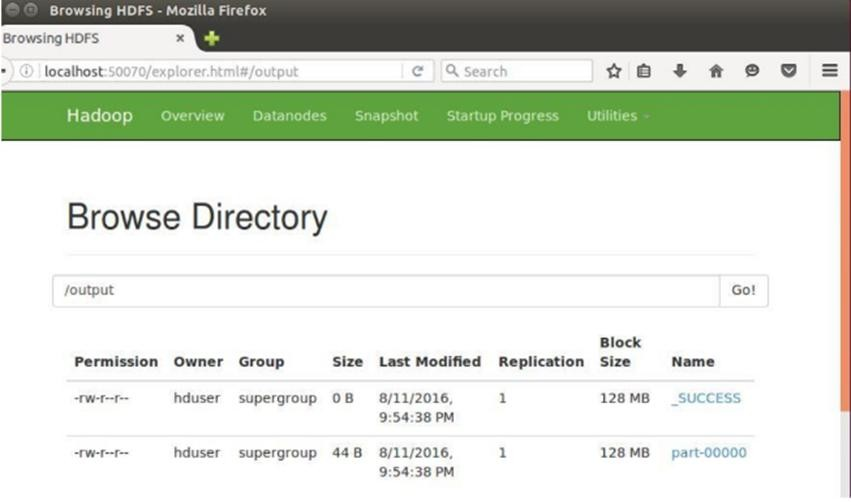 Browsing HDFS - Mozilla Firefox
Browsing HDFS × 
localhost:50070/explorer.html#/output Search
Hadoop Overview Datanodes Snapshot Startup Progress Utilities
Browse Directory
/output Go!
Permission Owner Group Size Last Modified Replication Block Size Name
-rw-r--r-- hduser supergroup 0 B 8/11/2016, 9:54:38 PM 1 128 MB _SUCCESS
-rw-r--r-- hduser supergroup 44 B 8/11/2016, 9:54:38 PM 1 128 MB part-00000